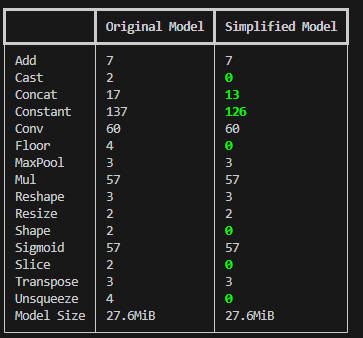 Original Model Simplified Model
Add 7 7
Cast 2 0
Concat 17 13
Constant 137 126
Conv 60 60
Floor 4 0
MaxPool 3 3
Mul 57 57
Reshape 3 3
Resize 2 2
Shape 2 0
Sigmoid 57 57
Slice 2 0
Transpose 3 3
Unsqueeze 4 0
Model Size 27.6MiB 27.6MiB